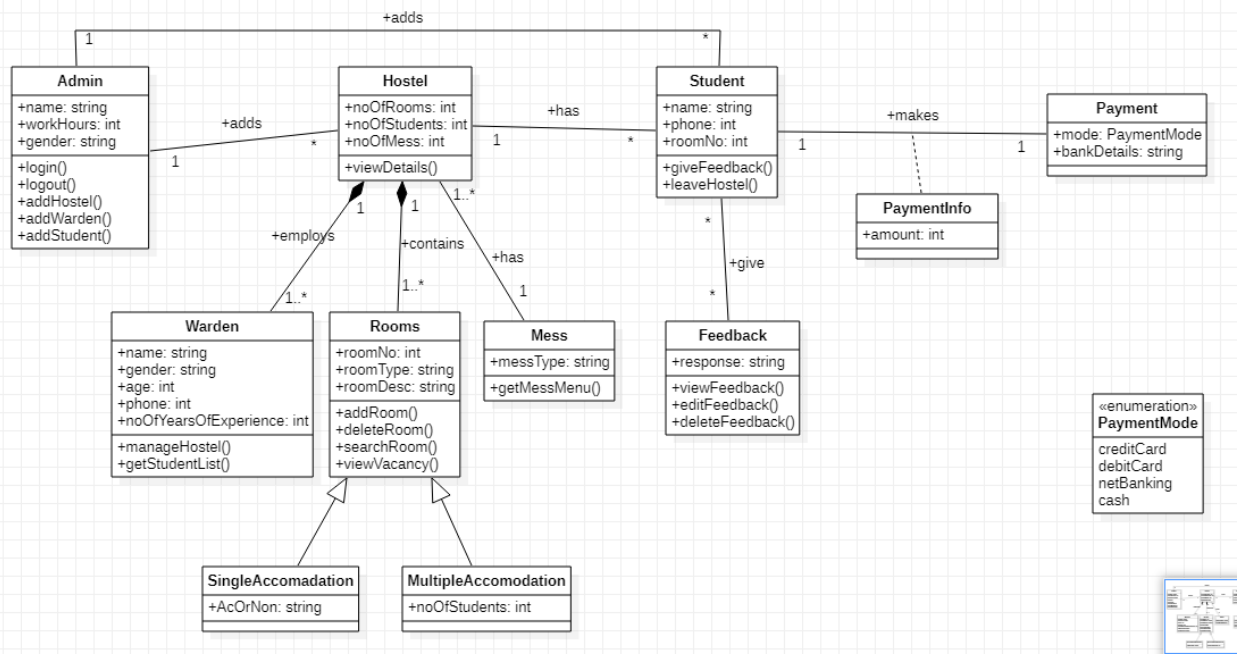 +adds
1
*
Admin
+name: string
+workHours: int
+gender: string
+login()
+logout()
+addHostel()
+addWarden()
+addStudent()
+adds
1
*
Hostel
+noOfRooms: int
+noOfStudents: int
+noOfMess: int
+viewDetails()
+has
1
*
Student
+name: string
+phone: int
+roomNo: int
+giveFeedback()
+leaveHostel()
+makes
1
1
Payment
+mode: PaymentMode
+bankDetails: string
PaymentInfo
+amount: int
1
+employs
1..*
1
+contains
1..*
1..*
+has
1
*
+give
*
Warden
+name: string
+gender: string
+age: int
+phone: int
+noOfYearsOfExperience: int
+manageHostel()
+getStudentList()
Rooms
+roomNo: int
+roomType: string
+roomDesc: string
+addRoom()
+deleteRoom()
+searchRoom()
+viewVacancy()
Mess
+messType: string
+getMessMenu()
Feedback
+response: string
+viewFeedback()
+editFeedback()
+deleteFeedback()
«enumeration»
PaymentMode
creditCard
debitCard
netBanking
cash
SingleAccomadation
+AcOrNon: string
MultipleAccomodation
+noOfStudents: int